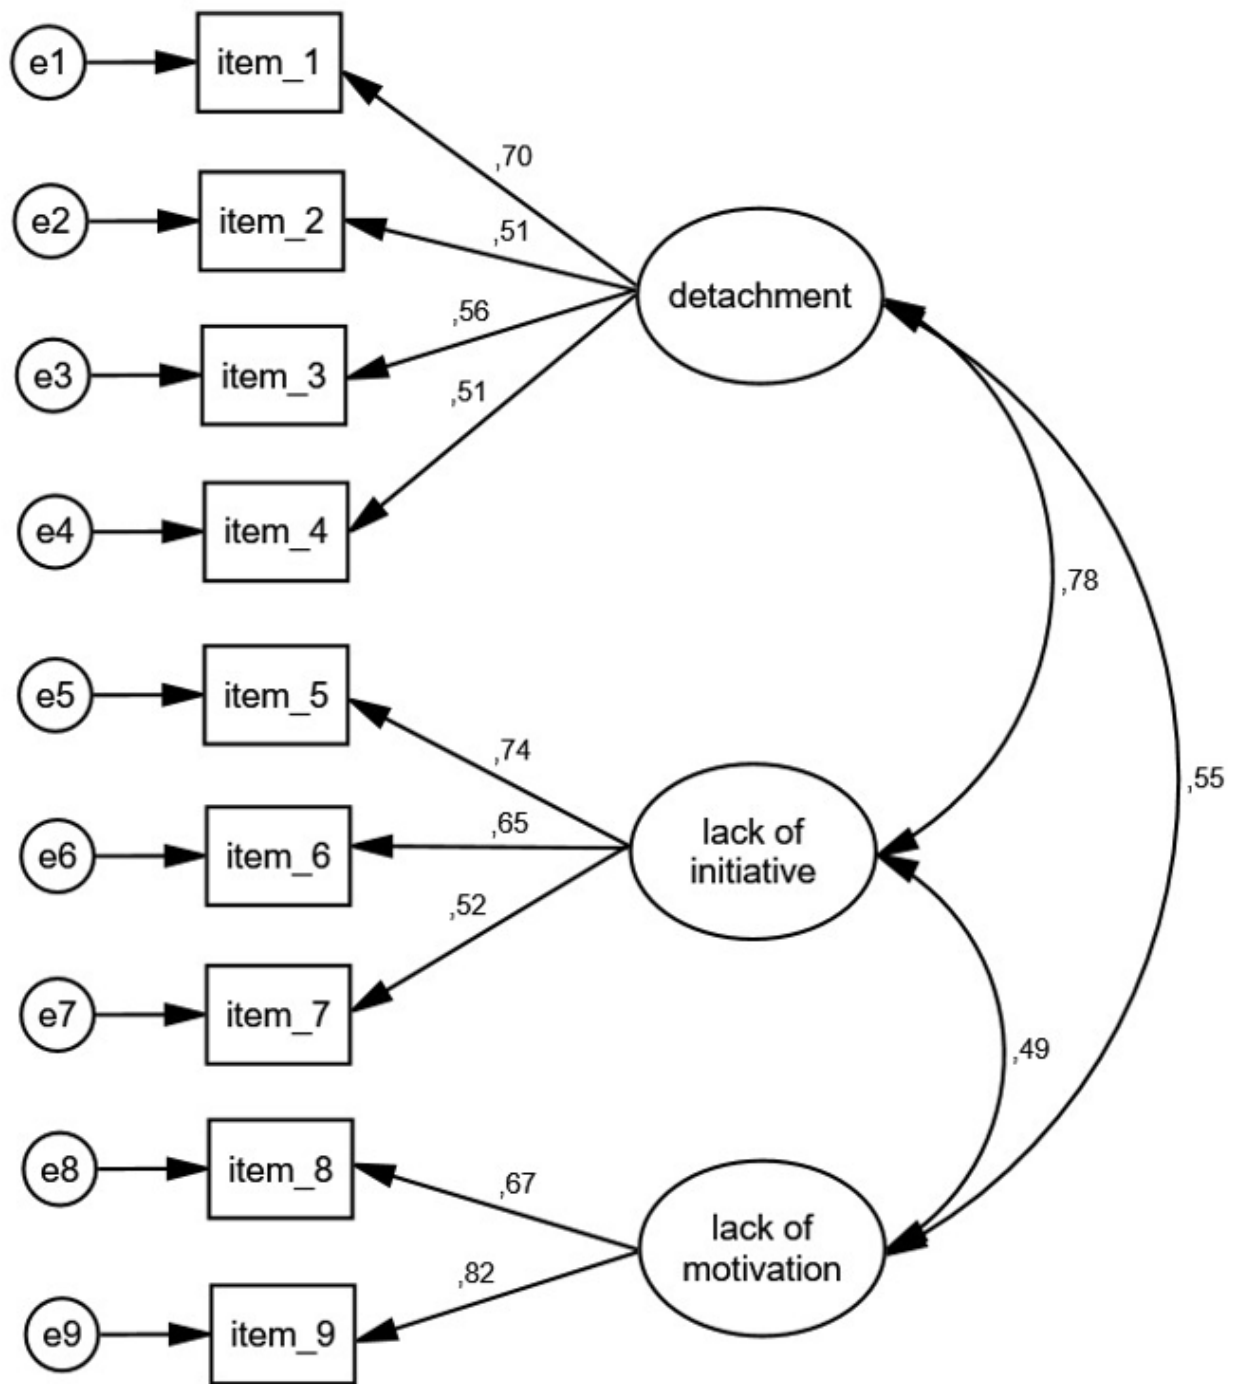 e1
item_1
,70
e2
item_2
,51
detachment
e3
item_3
,56
,51
e4
item_4
,78
e5
item_5
,74
,55
e6
item_6
,65
lack of
initiative
,52
e7
item_7
,49
e8
item_8
,67
lack of
motivation
,82
e9
item_9